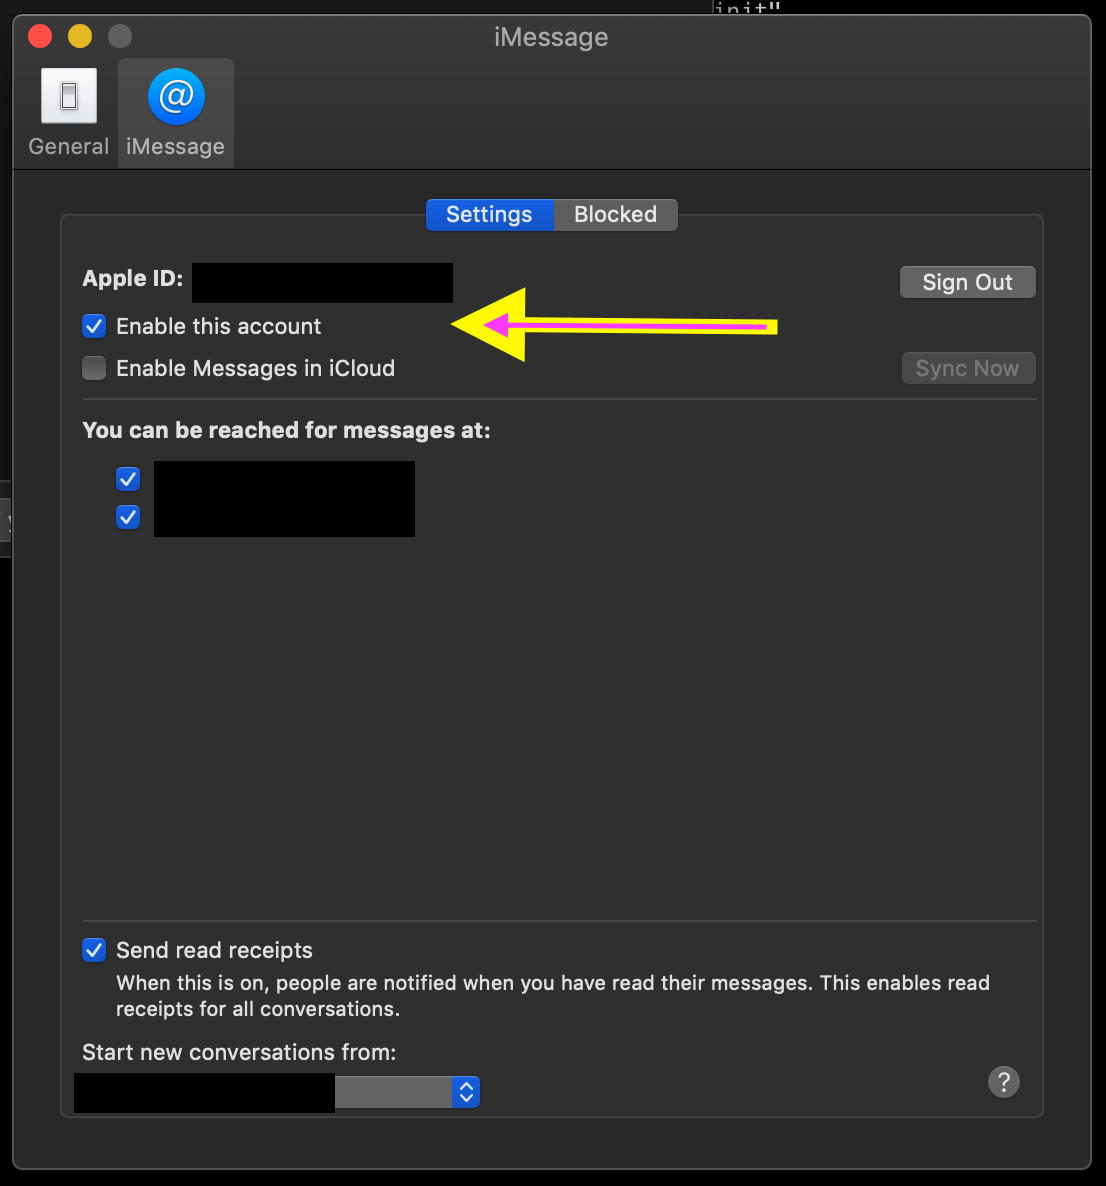 init"
iMessage
General
iMessage
Settings
Blocked
Apple ID:
Sign Out
Enable this account
Enable Messages in iCloud
Sync Now
You can be reached for messages at:
Send read receipts
When this is on, people are notified when you have read their messages. This enables read
receipts for all conversations.
Start new conversations from:
?